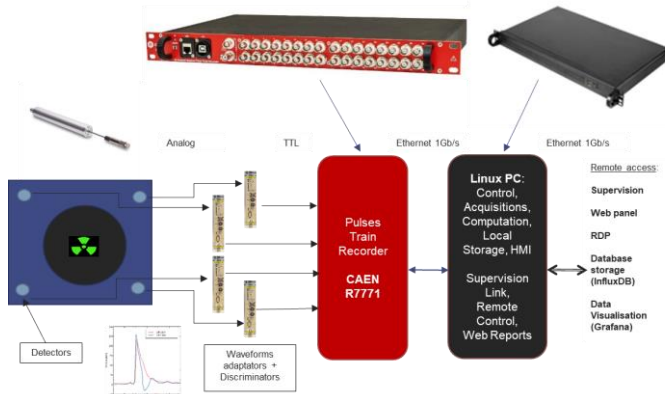 Analog
TTL
Ethernet 1Gb/s
Ethernet 1Gb/s
Remote access:
Supervision
Web panel
RDP
Database
storage
(InfluxDB)
Data
Visualisation
(Grafana)
Pulses
Train
Recorder
CAEN
R7771
Linux PC:
Control,
Acquisitions,
Computation,
Local
Storage, HMI
Supervision
Link,
Remote
Control,
Web Reports
Detectors
Waveforms
adaptators +
Discriminators